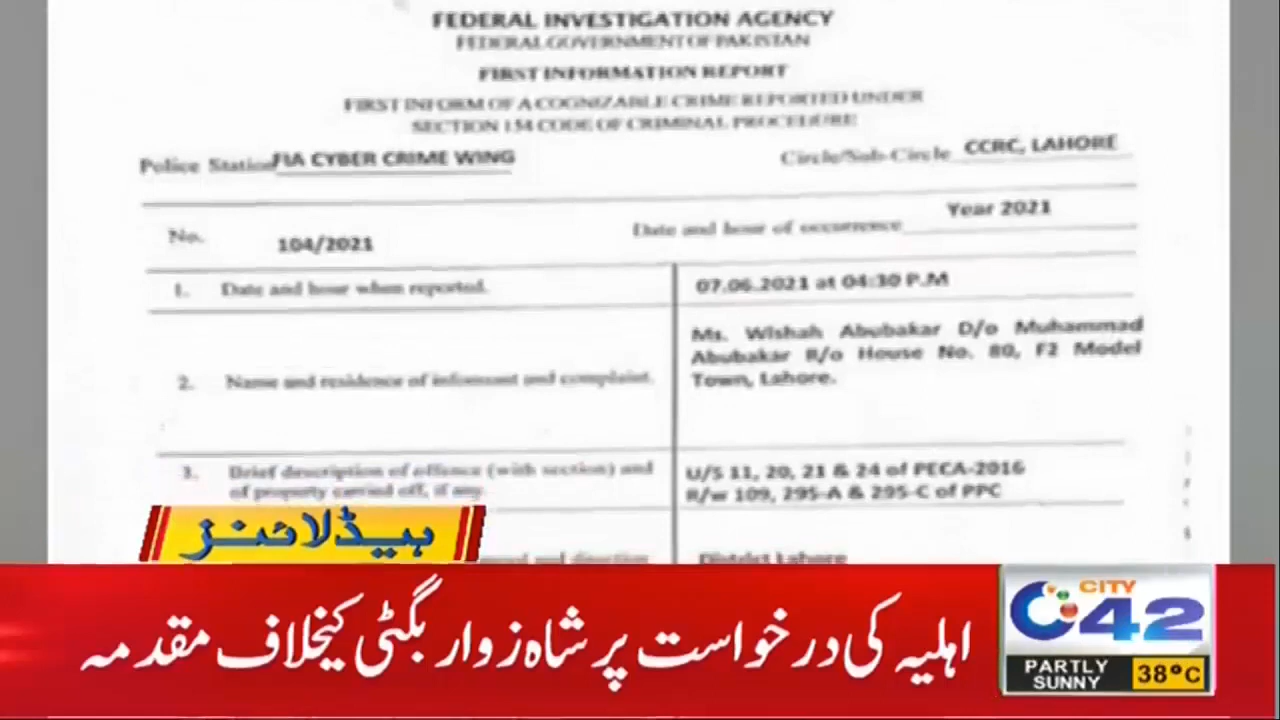 FEDERAL INVESTIGATION AGENCY
FEDERAL GOVERNMENT OF PAKISTAN
FIRST INFORMATION REPORT
FIRST INFORM OF A COGNIZABLE CRIME REPORTED UNDER
SECTION 154 CODE OF CRIMINAL PROCEDURE
Police Station FIA CYBER CRIME WING Circle/Sub-Circle CCRC, LAHORE
No. 104/2021 Date and hour of occurrence Year 2021
1. Date and hour when reported. 07.06.2021 at 04:30 P.M
2. Name and residence of informant and complaint. Ms. Wishah Abubakar D/o Muhammad
Abubakar R/o House No. 80, F2 Model
Town, Lahore.
3. Brief description of offence (with section) and
of property carried off, if any
U/S 11, 20, 21 & 24 of PECA-2016
R/w 109, 295-A & 295-C of PPC
and direction District Lahore
ہیڈلائنز
اہلیہ کی درخواست پر شاہ زوار بگٹی کیخلاف مقدمہ
CITY
42
PARTLY
SUNNY
38°C